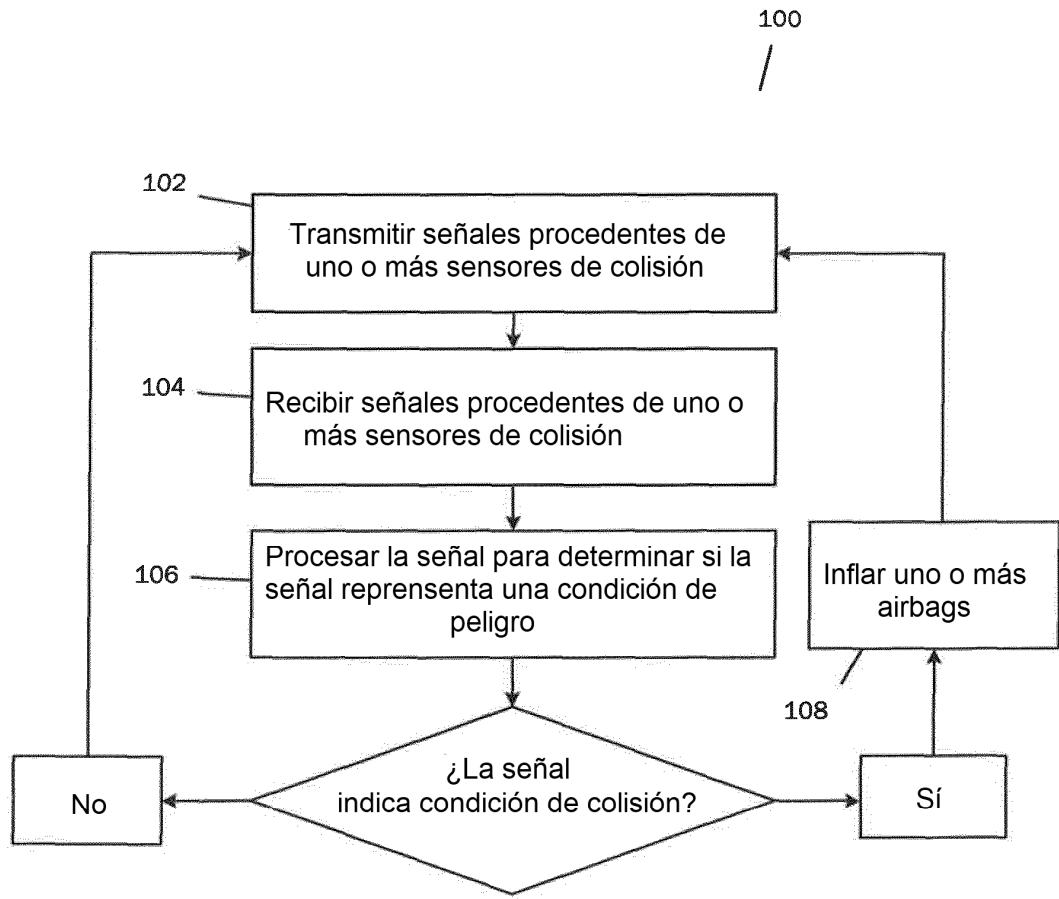 100
102
Transmitir señales procedentes de
uno o más sensores de colisión
104
Recibir señales procedentes de uno o
más sensores de colisión
106
Procesar la señal para determinar si la
señal reprensenta una condición de
peligro
Inflar uno o más
airbags
108
¿La señal
indica condición de colisión?
No
Sí